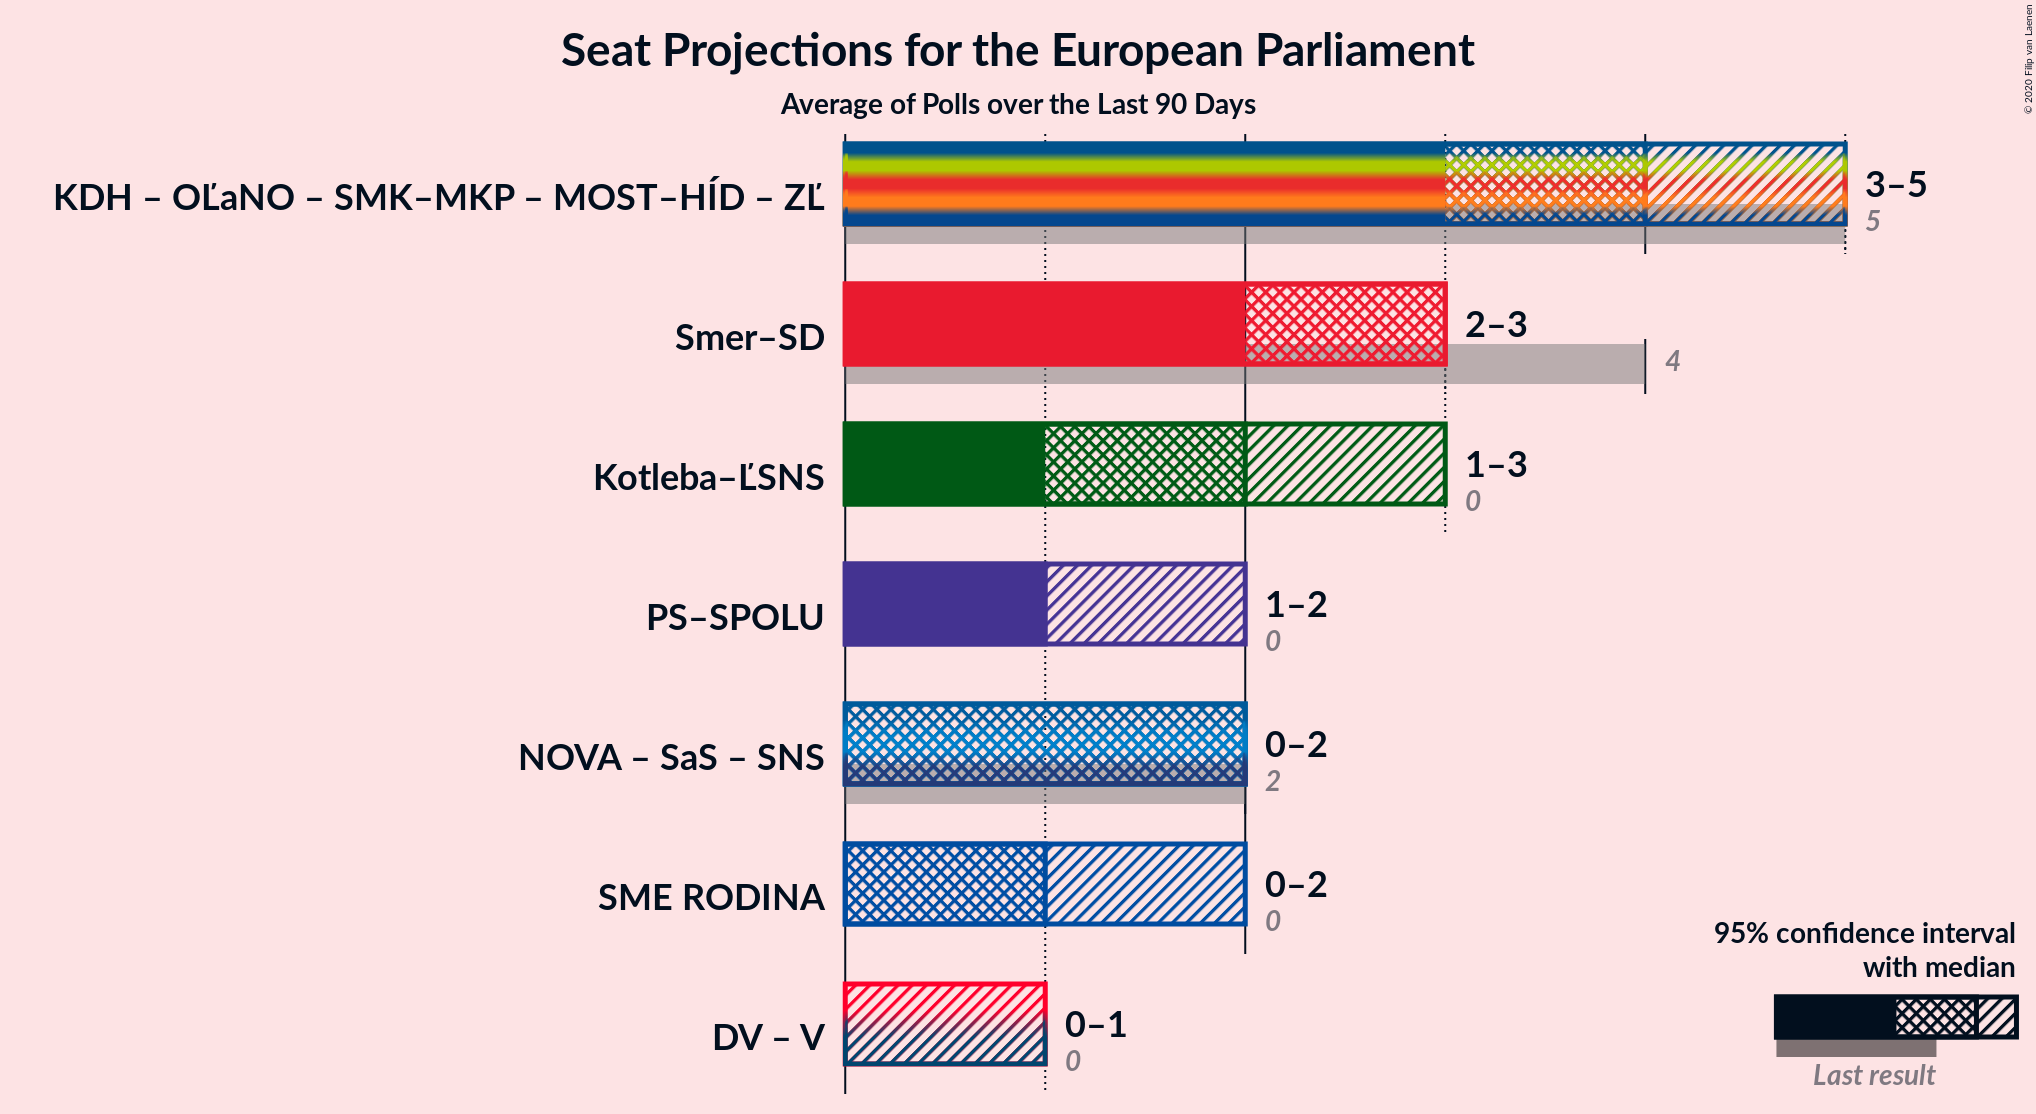 Seat Projections for the European Parliament
Average of Polls over the Last 90 Days
© 2020 Filip van Laenen
KDH – OĽaNO – SMK–MKP – MOST–HÍD – ZĽ
3–5
5
Smer–SD
2–3
4
Kotleba–ĽSNS
1–3
0
PS–SPOLU
1–2
0
NOVA – SaS – SNS
0–2
2
SME RODINA
0–2
0
DV – V
0–1
0
95% confidence interval
with median
Last result